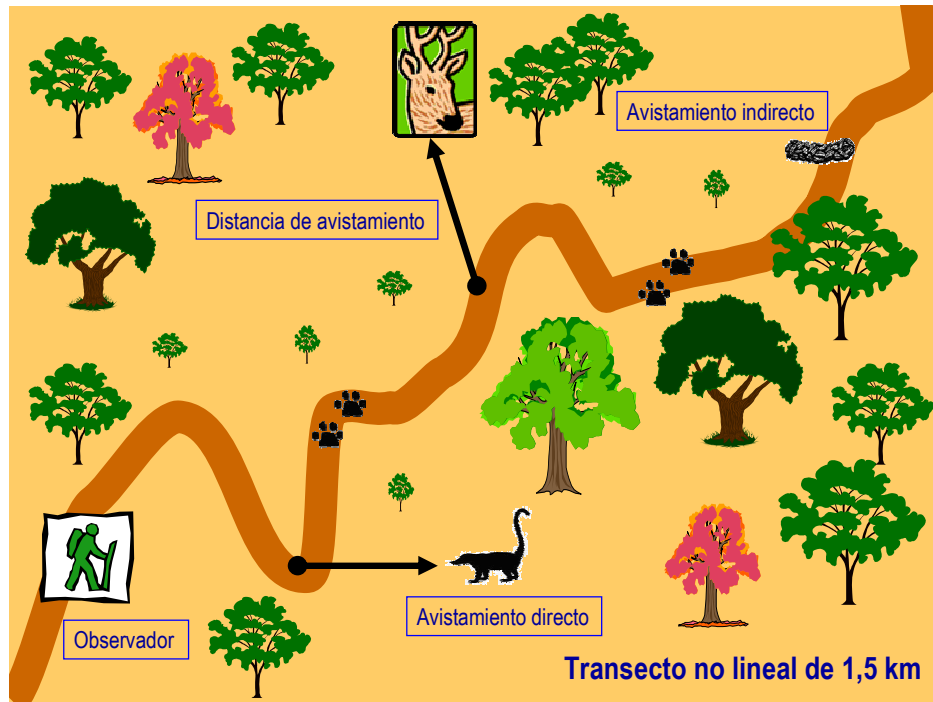 Avistamiento indirecto
Distancia de avistamiento
Avistamiento directo
Observador
Transecto no lineal de 1,5 km